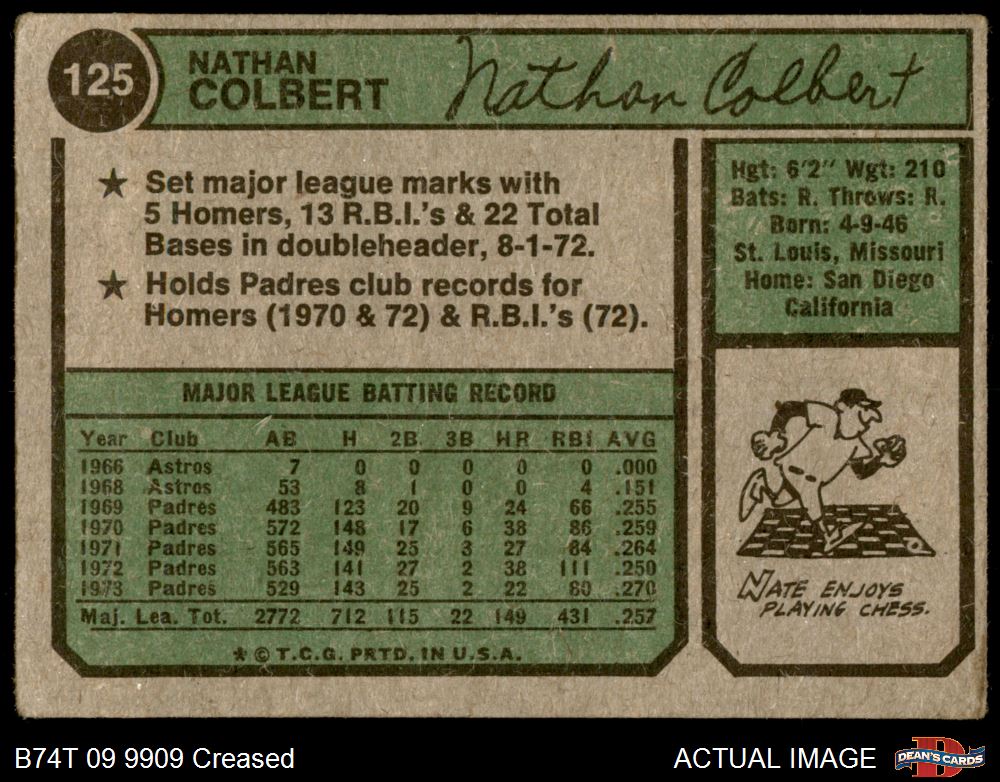 125
NATHAN
COLBERT
Nathan Colbert
★ Set major league marks with
5 Homers, 13 R.B.I.'s & 22 Total
Bases in doubleheader, 8-1-72.
★ Holds Padres club records for
Homers (1970 & 72) & R.B.I.'s (72).
Hgt: 6'2" Wgt: 210
Bats: R. Throws: R.
Born: 4-9-46
St. Louis, Missouri
Home: San Diego
California
MAJOR LEAGUE BATTING RECORD
Year Club AB H 2B 3B HR RBI AVG
1966 Astros 7 0 0 0 0 0 .000
1968 Astros 53 8 1 0 0 4 .151
1969 Padres 483 123 20 9 24 66 .255
1970 Padres 572 148 17 6 38 86 .259
1971 Padres 565 149 25 3 27 84 .264
1972 Padres 563 141 27 2 38 111 .250
1973 Padres 529 143 25 2 22 80 .270
Maj. Lea. Tot. 2772 712 115 22 149 431 .257
★ © T.C.G. PRTD. IN U.S.A.
NATE ENJOYS
PLAYING CHESS.
B74T 09 9909 Creased
ACTUAL IMAGE
DEAN'S CARDS